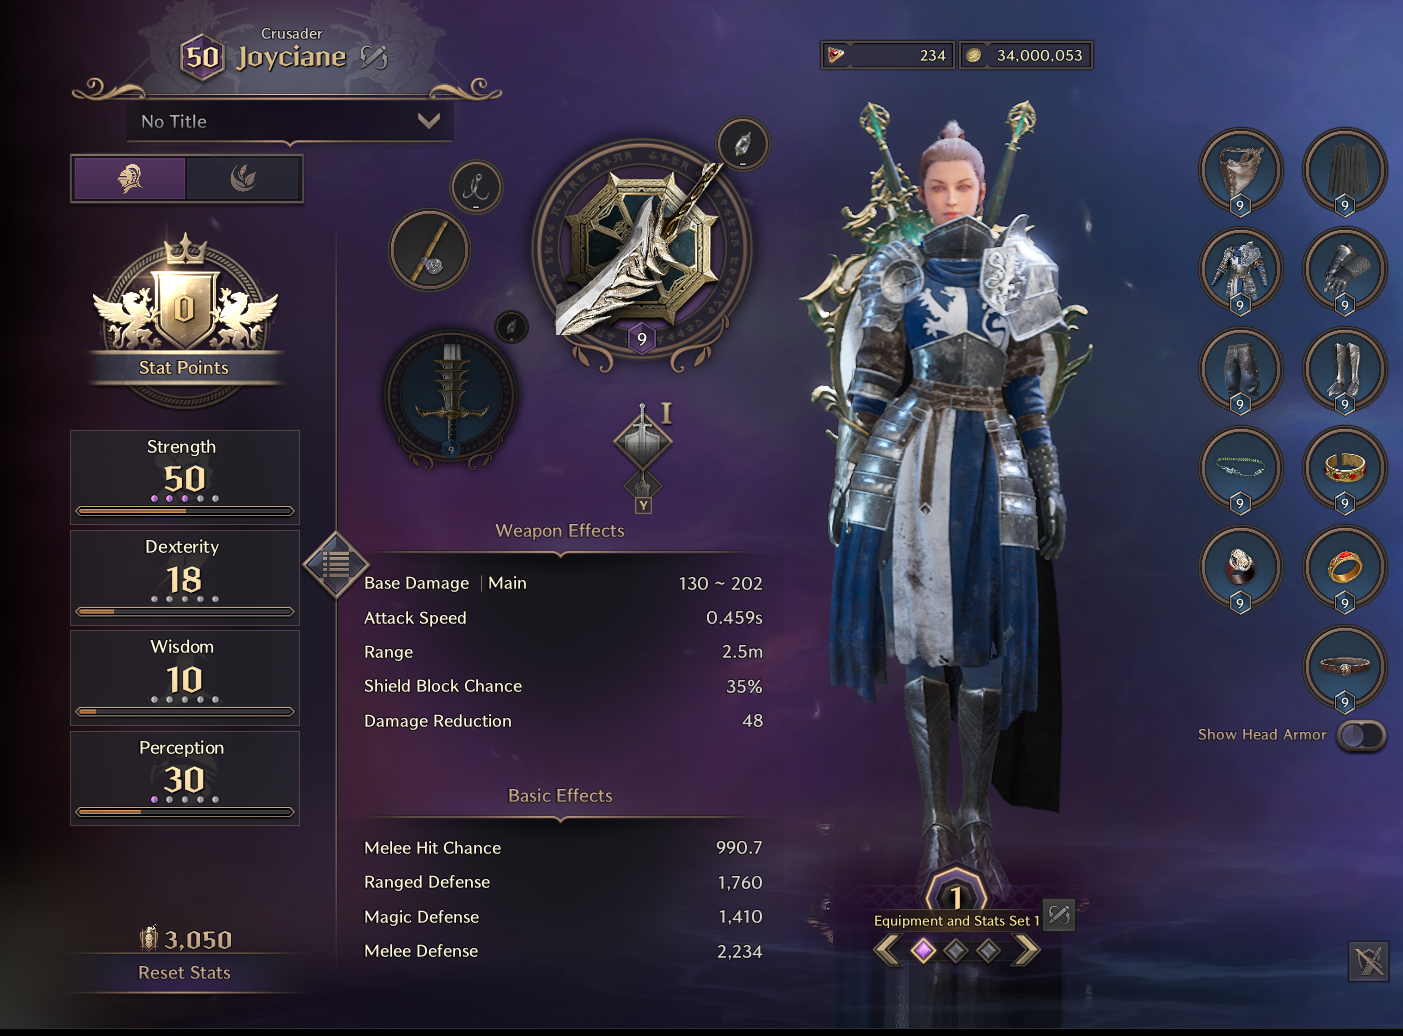 Crusader
50 Joyciane
No Title
234
34,000,053
0
Stat Points
Strength
50
Dexterity
18
Wisdom
10
Perception
30
3,050
Reset Stats
9
9
I
Y
Weapon Effects
Base Damage | Main 130 ~ 202
Attack Speed 0.459s
Range 2.5m
Shield Block Chance 35%
Damage Reduction 48
Basic Effects
Melee Hit Chance 990.7
Ranged Defense 1,760
Magic Defense 1,410
Melee Defense 2,234
1
Equipment and Stats Set 1
9 9
9 9
9 9
9 9
9 9
9
Show Head Armor